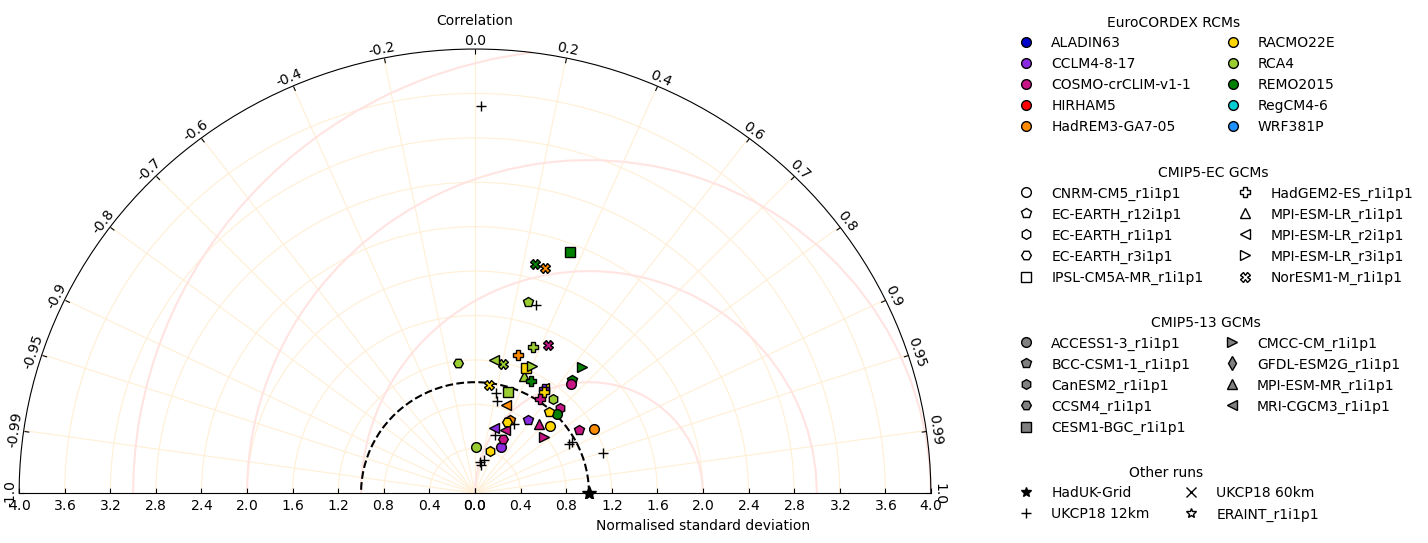 Correlation
-0.99
-0.95
-0.9
-0.8
-0.7
-0.6
-0.4
-0.2
0.0
0.2
0.4
0.6
0.7
0.8
0.9
0.95
0.99
1.0
1.0
4.0 3.6 3.2 2.8 2.4 2.0 1.6 1.2 0.8 0.4 0.0 0.4 0.8 1.2 1.6 2.0 2.4 2.8 3.2 3.6 4.0
Normalised standard deviation
EuroCORDEX RCMs
ALADIN63 RACMO22E
CCLM4-8-17 RCA4
COSMO-crCLIM-v1-1 REMO2015
HIRHAM5 RegCM4-6
HadREM3-GA7-05 WRF381P
CMIP5-EC GCMs
CNRM-CM5_r1i1p1 HadGEM2-ES_r1i1p1
EC-EARTH_r12i1p1 MPI-ESM-LR_r1i1p1
EC-EARTH_r1i1p1 MPI-ESM-LR_r2i1p1
EC-EARTH_r3i1p1 MPI-ESM-LR_r3i1p1
IPSL-CM5A-MR_r1i1p1 NorESM1-M_r1i1p1
CMIP5-13 GCMs
ACCESS1-3_r1i1p1 CMCC-CM_r1i1p1
BCC-CSM1-1_r1i1p1 GFDL-ESM2G_r1i1p1
CanESM2_r1i1p1 MPI-ESM-MR_r1i1p1
CCSM4_r1i1p1 MRI-CGCM3_r1i1p1
CESM1-BGC_r1i1p1
Other runs
HadUK-Grid UKCP18 60km
UKCP18 12km ERAINT_r1i1p1